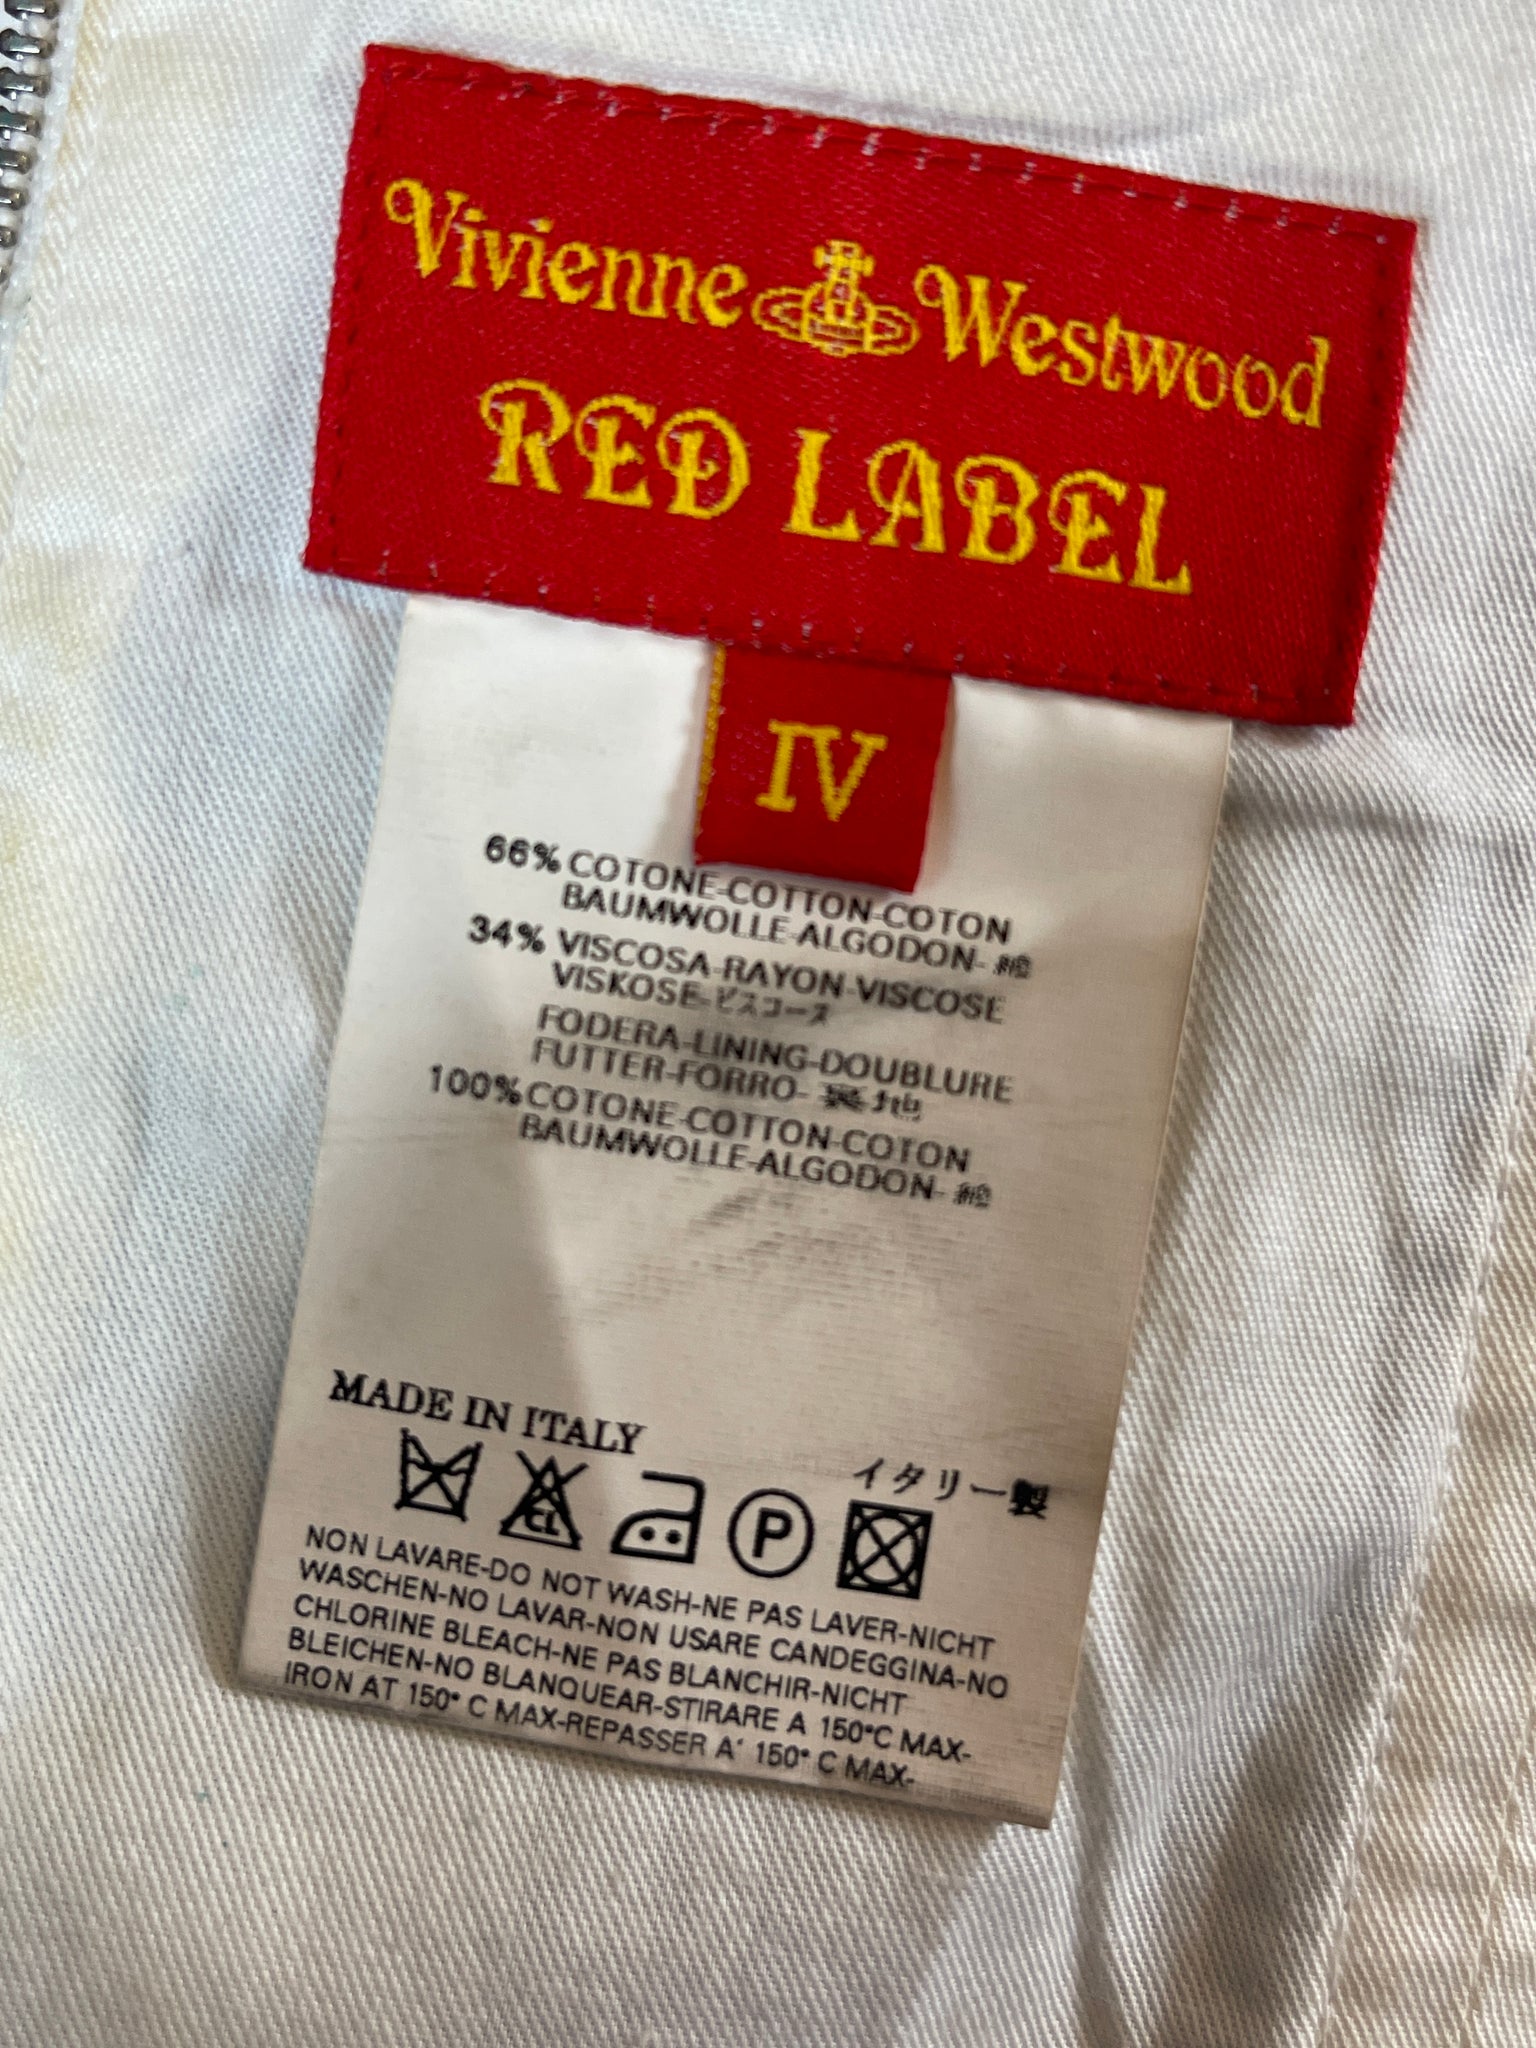 Vivienne Westwood
RED LABEL
IV
66% COTONE-COTTON-COTON
BAUMWOLLE-ALGODON- 綿
34% VISCOSA-RAYON-VISCOSE
VISKOSE-ビスコース
FODERA-LINING-DOUBLURE
FUTTER-FORRO- 裏地
100% COTONE-COTTON-COTON
BAUMWOLLE-ALGODON- 綿
MADE IN ITALY
イタリー製
CL P
NON LAVARE-DO NOT WASH-NE PAS LAVER-NICHT
WASCHEN-NO LAVAR-NON USARE CANDEGGINA-NO
CHLORINE BLEACH-NE PAS BLANCHIR-NICHT
BLEICHEN-NO BLANQUEAR-STIRARE A 150°C MAX-
IRON AT 150° C MAX-REPASSER A' 150° C MAX-